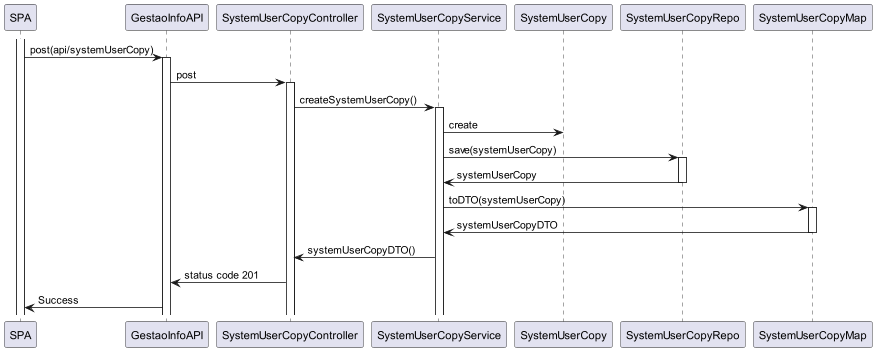 SPA GestaoInfoAPI SystemUserCopyController SystemUserCopyService SystemUserCopy SystemUserCopyRepo SystemUserCopyMap
post(api/systemUserCopy)
post
createSystemUserCopy()
create
save(systemUserCopy)
systemUserCopy
toDTO(systemUserCopy)
systemUserCopyDTO
systemUserCopyDTO()
status code 201
Success
SPA GestaoInfoAPI SystemUserCopyController SystemUserCopyService SystemUserCopy SystemUserCopyRepo SystemUserCopyMap